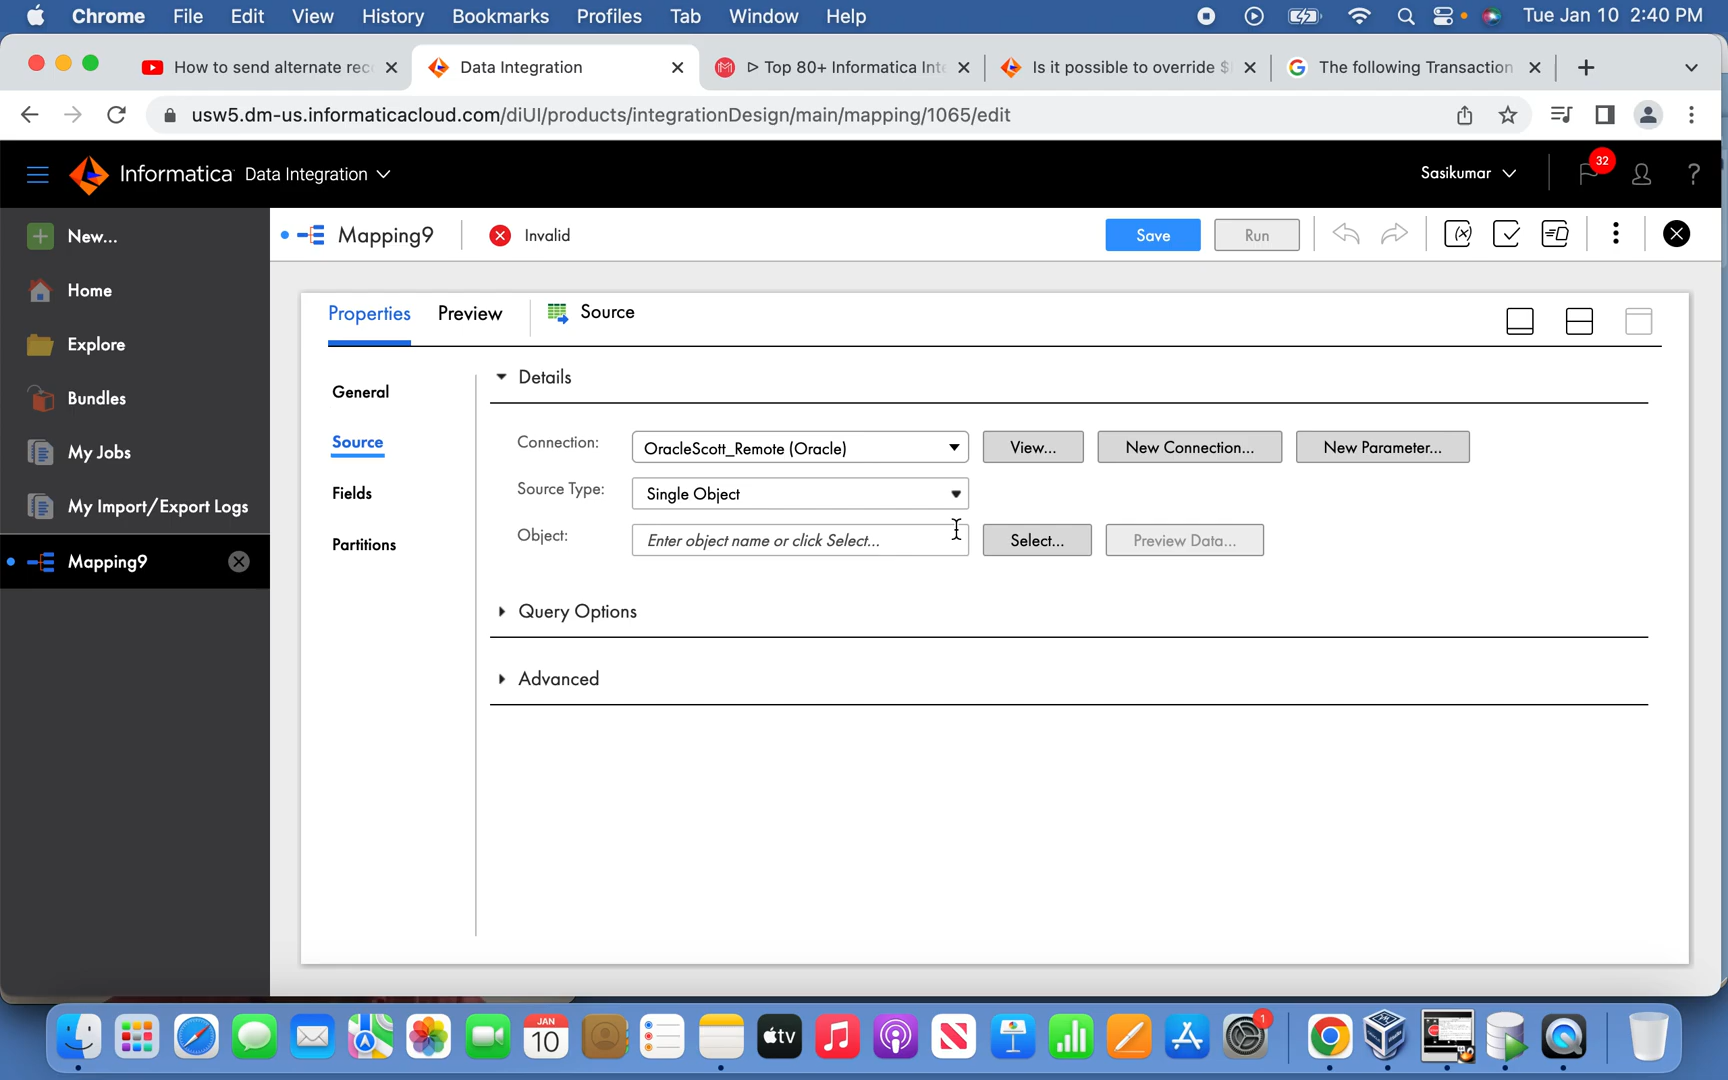 Chrome File Edit View History Bookmarks Profiles Tab Window Help Tue Jan 10 2:40 PM
How to send alternate rec Data Integration ᐅ Top 80+ Informatica Inte Is it possible to override $ The following Transaction
usw5.dm-us.informaticacloud.com/diUI/products/integrationDesign/main/mapping/1065/edit
Informatica Data Integration Sasikumar 32 ?
New... Mapping9 Invalid Save Run
Home
Explore
Bundles
My Jobs
My Import/Export Logs
Mapping9
Properties Preview Source
General
Source
Fields
Partitions
Details
Connection: OracleScott_Remote (Oracle) View... New Connection... New Parameter...
Source Type: Single Object
Object: Enter object name or click Select... Select... Preview Data...
Query Options
Advanced
JAN
10
tv
1